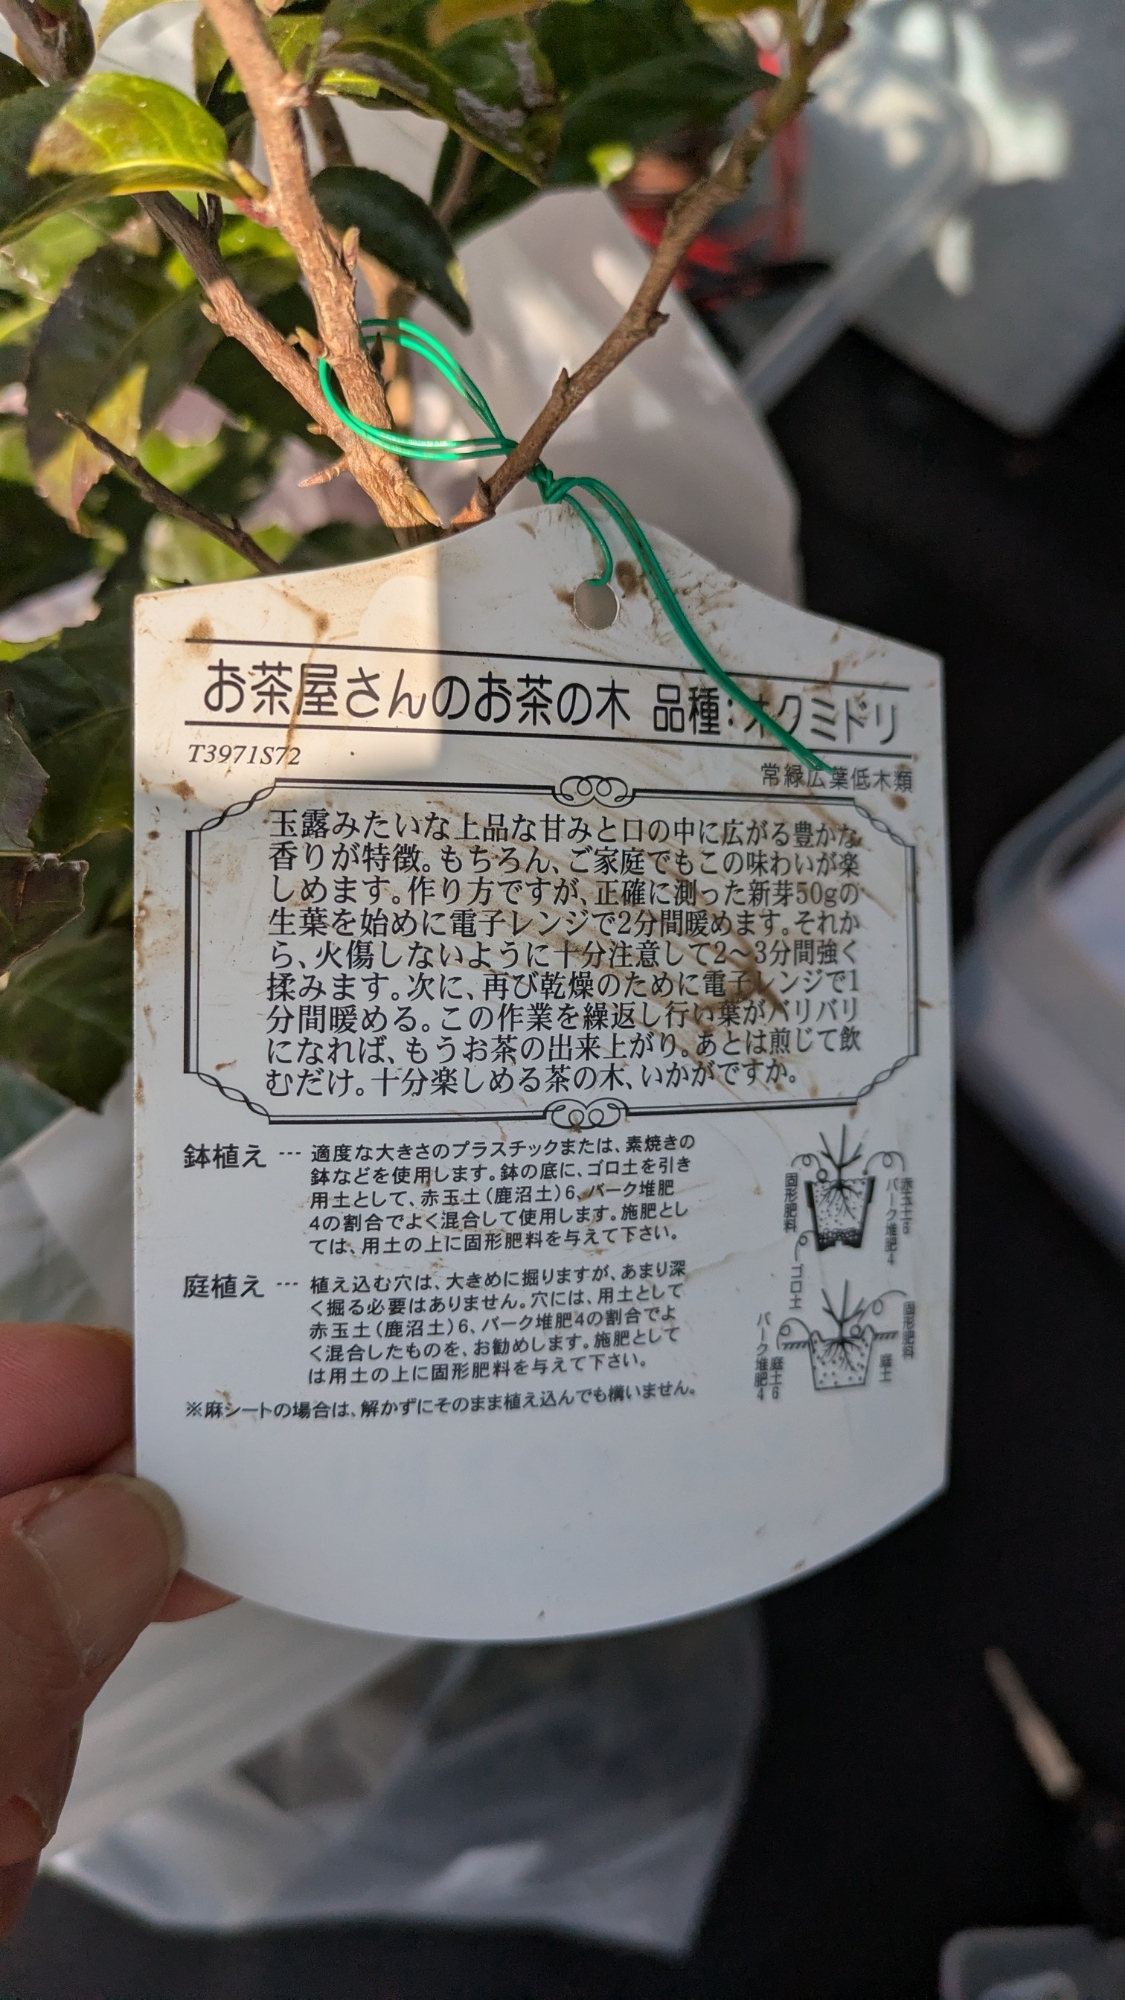 お茶屋さんのお茶の木 品種：オクミドリ
T3971S72
常緑広葉低木類
玉露みたいな上品な甘みと口の中に広がる豊かな
香りが特徴。もちろん、ご家庭でもこの味わいが楽
しめます。作り方ですが、正確に測った新芽50gの
生葉を始めに電子レンジで2分間暖めます。それか
ら、火傷しないように十分注意して2〜3分間強く
揉みます。次に、再び乾燥のために電子レンジで1
分間暖める。この作業を繰返し行い葉がバリバリ
になれば、もうお茶の出来上がり。あとは煎じて飲
むだけ。十分楽しめる茶の木、いかがですか。
鉢植え --- 適度な大きさのプラスチックまたは、素焼きの
鉢などを使用します。鉢の底に、ゴロ土を引き
用土として、赤玉土（鹿沼土）6、バーク堆肥
4の割合でよく混合して使用します。施肥とし
ては、用土の上に固形肥料を与えて下さい。
固形肥料
ゴロ土
赤玉土6
バーク堆肥4
庭植え --- 植え込む穴は、大きめに掘りますが、あまり深
く掘る必要はありません。穴には、用土として
赤玉土（鹿沼土）6、バーク堆肥4の割合でよ
く混合したものを、お勧めします。施肥として
は用土の上に固形肥料を与えて下さい。
固形肥料
庭土
庭土6
バーク堆肥4
※麻シートの場合は、解かずにそのまま植え込んでも構いません。